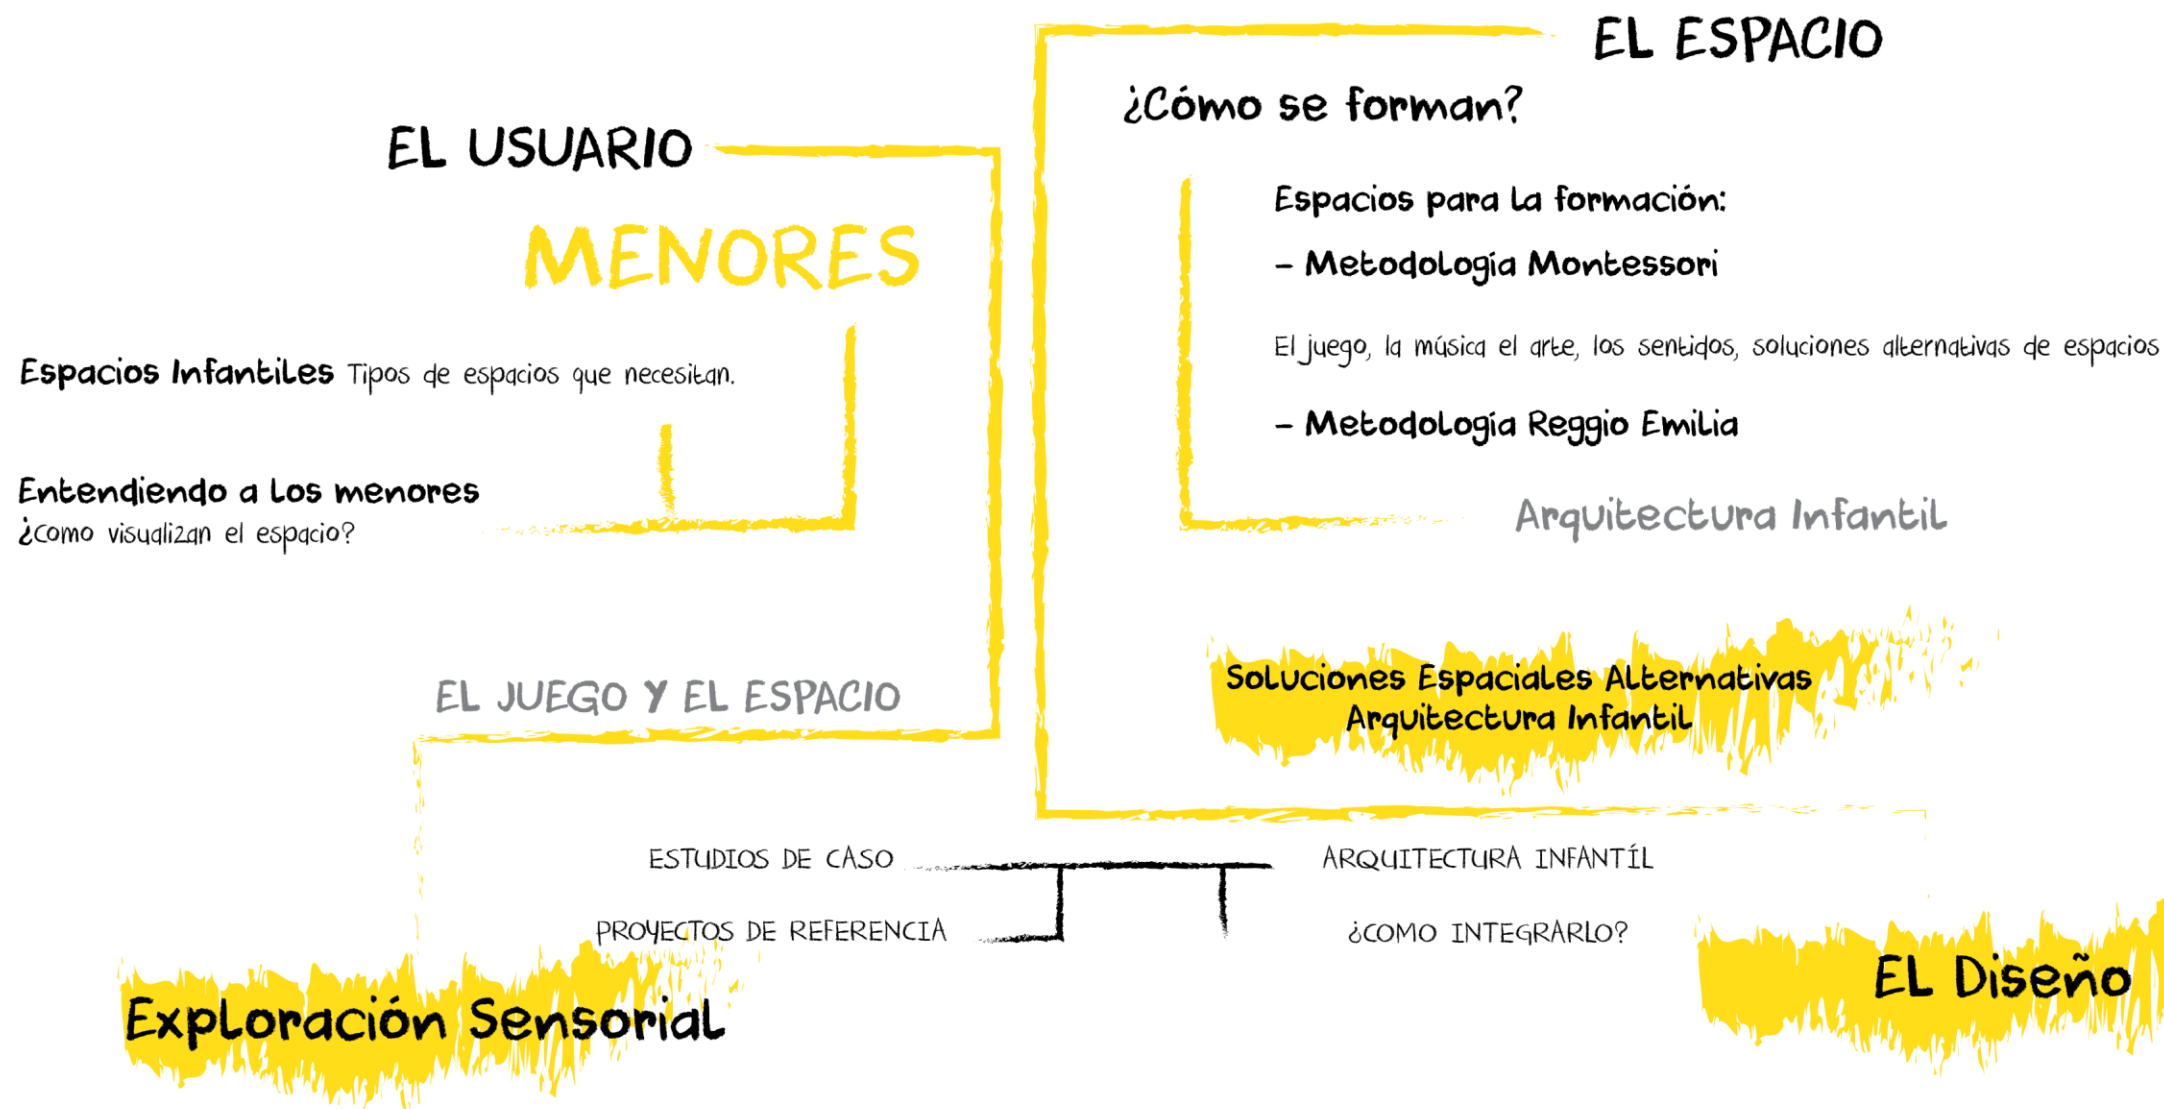 EL USUARIO
MENORES
Espacios Infantiles Tipos de espacios que necesitan.
Entendiendo a los menores
¿como visualizan el espacio?
EL JUEGO Y EL ESPACIO
EL ESPACIO
¿Cómo se forman?
Espacios para la formación:
- Metodología Montessori
El juego, la música el arte, los sentidos, soluciones alternativas de espacios
- Metodología Reggio Emilia
Arquitectura Infantil
Soluciones Espaciales Alternativas
Arquitectura Infantil
ESTUDIOS DE CASO
ARQUITECTURA INFANTÍL
PROYECTOS DE REFERENCIA
¿COMO INTEGRARLO?
Exploración Sensorial
EL Diseño